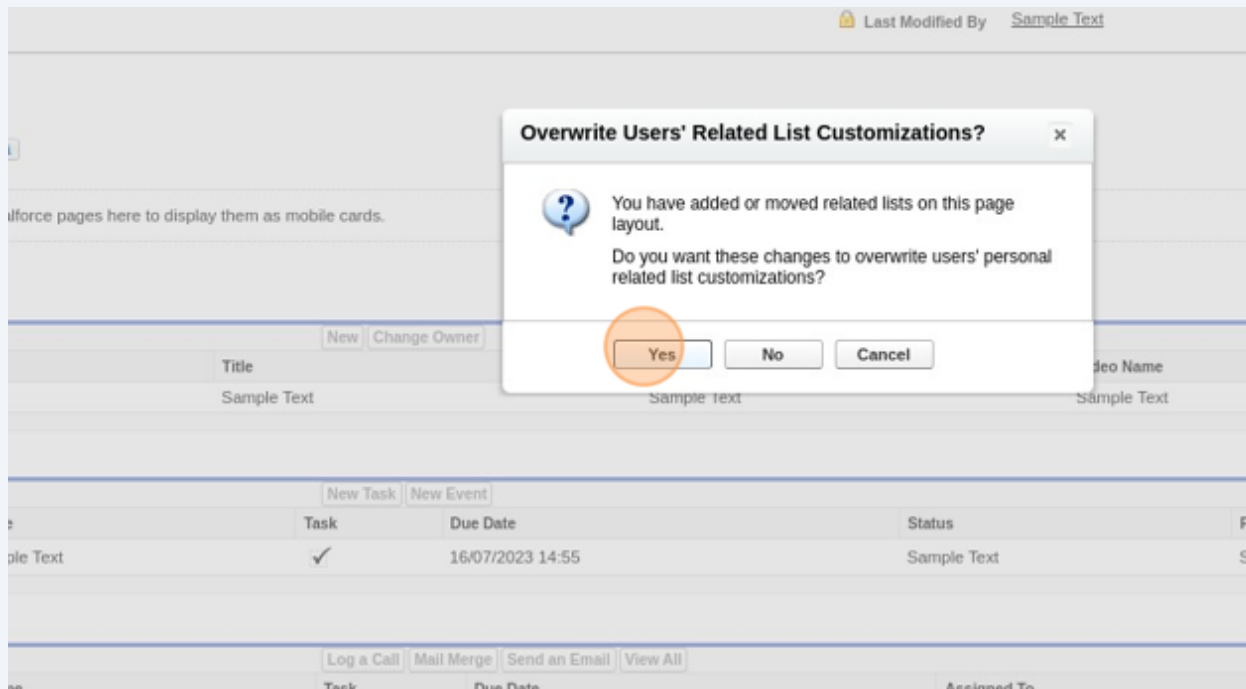 Last Modified By Sample Text
Overwrite Users' Related List Customizations?
You have added or moved related lists on this page
layout.
Do you want these changes to overwrite users' personal
related list customizations?
Yes No Cancel
alforce pages here to display them as mobile cards.
New Change Owner
Title deo Name
Sample Text Sample Text Sample Text
New Task New Event
Task Due Date Status
ple Text 16/07/2023 14:55 Sample Text
Log a Call Mail Merge Send an Email View All
Task Due Date Assigned To